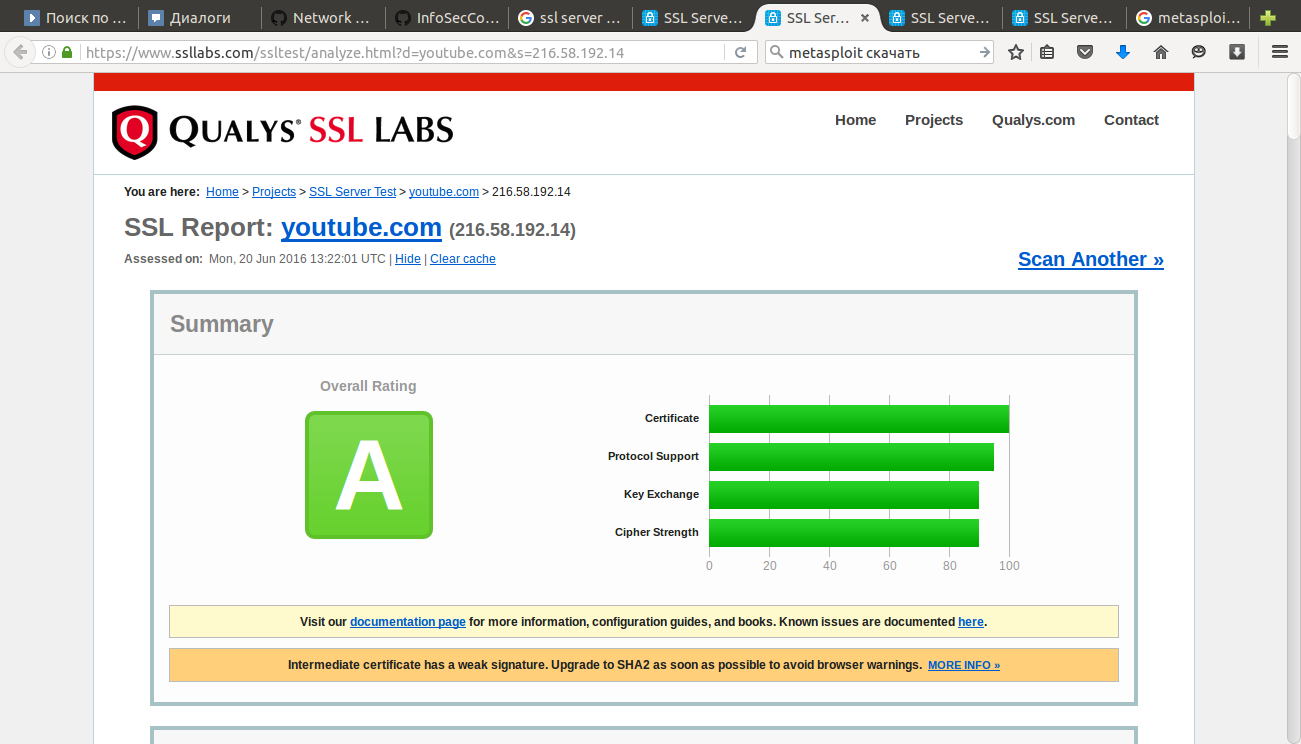 Поиск по ...
Диалоги
Network ...
InfoSecCo...
ssl server ...
SSL Serve...
SSL Ser...
SSL Serve...
SSL Serve...
metasploi...
https://www.ssllabs.com/ssltest/analyze.html?d=youtube.com&s=216.58.192.14
metasploit скачать
QUALYS® SSL LABS
Home Projects Qualys.com Contact
You are here: Home > Projects > SSL Server Test > youtube.com > 216.58.192.14
SSL Report: youtube.com (216.58.192.14)
Assessed on: Mon, 20 Jun 2016 13:22:01 UTC | Hide | Clear cache
Scan Another »
Summary
Overall Rating
A
Certificate
Protocol Support
Key Exchange
Cipher Strength
0 20 40 60 80 100
Visit our documentation page for more information, configuration guides, and books. Known issues are documented here.
Intermediate certificate has a weak signature. Upgrade to SHA2 as soon as possible to avoid browser warnings. MORE INFO »